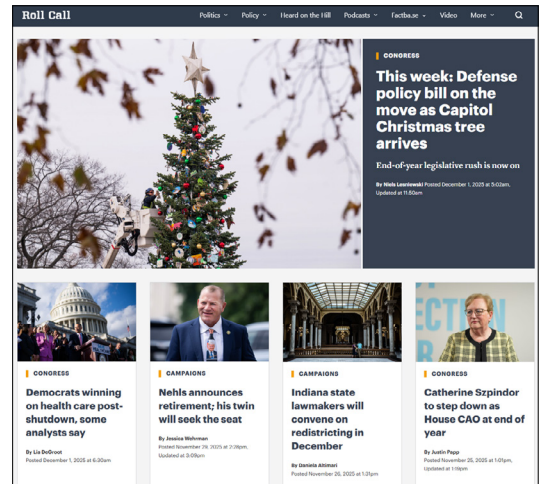 Roll Call
Politics Policy Heard on the Hill Podcasts Factba.se Video More
CONGRESS
This week: Defense
policy bill on the
move as Capitol
Christmas tree
arrives
End-of-year legislative rush is now on
By Niels Lesniewski Posted December 1, 2025 at 5:02am,
Updated at 11:50am
CONGRESS
Democrats winning
on health care post-
shutdown, some
analysts say
By Lia DeGroot
Posted December 1, 2025 at 6:30am
CAMPAIGNS
Nehls announces
retirement; his twin
will seek the seat
By Jessica Wehrman
Posted November 29, 2025 at 2:28pm,
Updated at 3:09pm
CAMPAIGNS
Indiana state
lawmakers will
convene on
redistricting in
December
By Daniela Altimari
Posted November 25, 2025 at 1:31pm
ECTION
CONGRESS
Catherine Szpindor
to step down as
House CAO at end of
year
By Justin Papp
Posted November 25, 2025 at 1:01pm,
Updated at 1:19pm